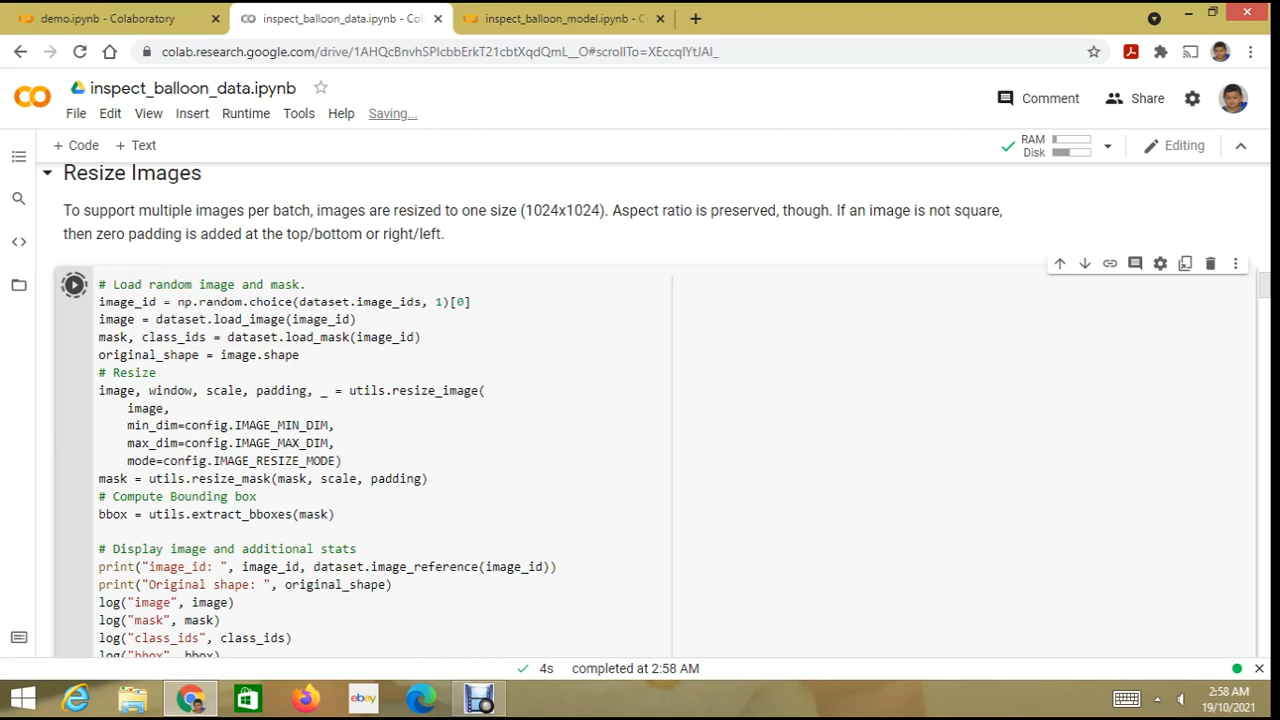 demo.ipynb - Colaboratory
inspect_balloon_data.ipynb - Col
inspect_balloon_model.ipynb - C
colab.research.google.com/drive/1AHQcBnvhSPIcbbErkT21cbtXqdQmL__O#scrollTo=XEccqIYtJAI_
inspect_balloon_data.ipynb
Comment
Share
File Edit View Insert Runtime Tools Help Saving...
+ Code + Text
RAM
Disk
Editing
Resize Images
To support multiple images per batch, images are resized to one size (1024x1024). Aspect ratio is preserved, though. If an image is not square,
then zero padding is added at the top/bottom or right/left.
# Load random image and mask.
image_id = np.random.choice(dataset.image_ids, 1)[0]
image = dataset.load_image(image_id)
mask, class_ids = dataset.load_mask(image_id)
original_shape = image.shape
# Resize
image, window, scale, padding, _ = utils.resize_image(
image,
min_dim=config.IMAGE_MIN_DIM,
max_dim=config.IMAGE_MAX_DIM,
mode=config.IMAGE_RESIZE_MODE)
mask = utils.resize_mask(mask, scale, padding)
# Compute Bounding box
bbox = utils.extract_bboxes(mask)
# Display image and additional stats
print("image_id: ", image_id, dataset.image_reference(image_id))
print("Original shape: ", original_shape)
log("image", image)
log("mask", mask)
log("class_ids", class_ids)
log("bbox", bbox)
4s completed at 2:58 AM
ebay
2:58 AM
19/10/2021